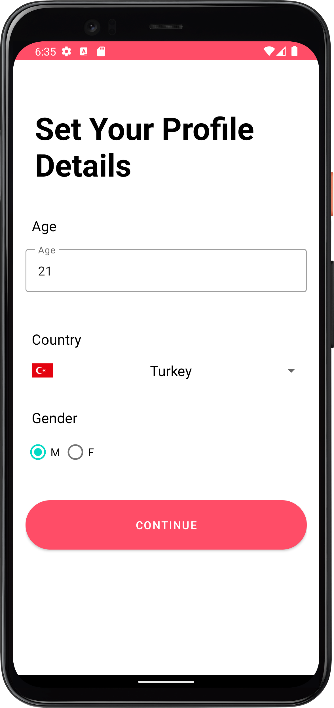 6:35
Set Your Profile
Details
Age
Age
21
Country
Turkey
Gender
M F
CONTINUE